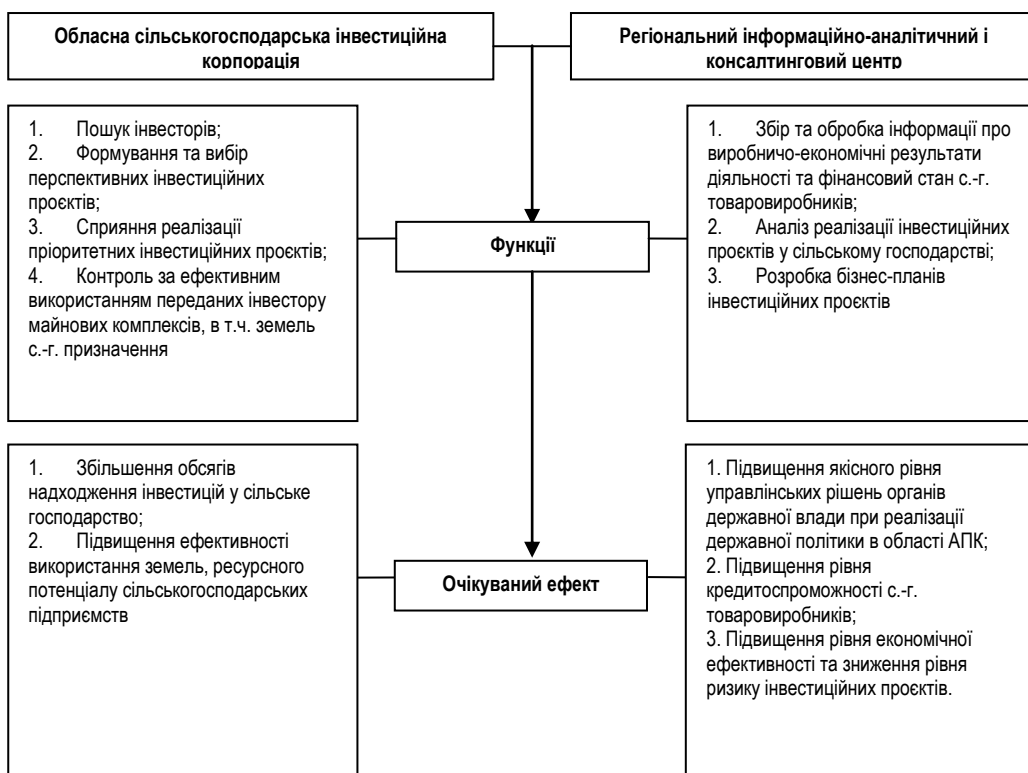 Обласна сільськогосподарська інвестиційна
корпорація
Регіональний інформаційно-аналітичний і
консалтинговий центр
1. Пошук інвесторів;
2. Формування та вибір
перспективних інвестиційних
проєктів;
3. Сприяння реалізації
пріоритетних інвестиційних проєктів;
4. Контроль за ефективним
використанням переданих інвестору
майнових комплексів, в т.ч. земель
с.-г. призначення
Функції
1. Збір та обробка інформації про
виробничо-економічні результати
діяльності та фінансовий стан с.-г.
товаровиробників;
2. Аналіз реалізації інвестиційних
проєктів у сільському господарстві;
3. Розробка бізнес-планів
інвестиційних проєктів
1. Збільшення обсягів
надходження інвестицій у сільське
господарство;
2. Підвищення ефективності
використання земель, ресурсного
потенціалу сільськогосподарських
підприємств
Очікуваний ефект
1. Підвищення якісного рівня
управлінських рішень органів
державної влади при реалізації
державної політики в області АПК;
2. Підвищення рівня
кредитоспроможності с.-г.
товаровиробників;
3. Підвищення рівня економічної
ефективності та зниження рівня
ризику інвестиційних проєктів.